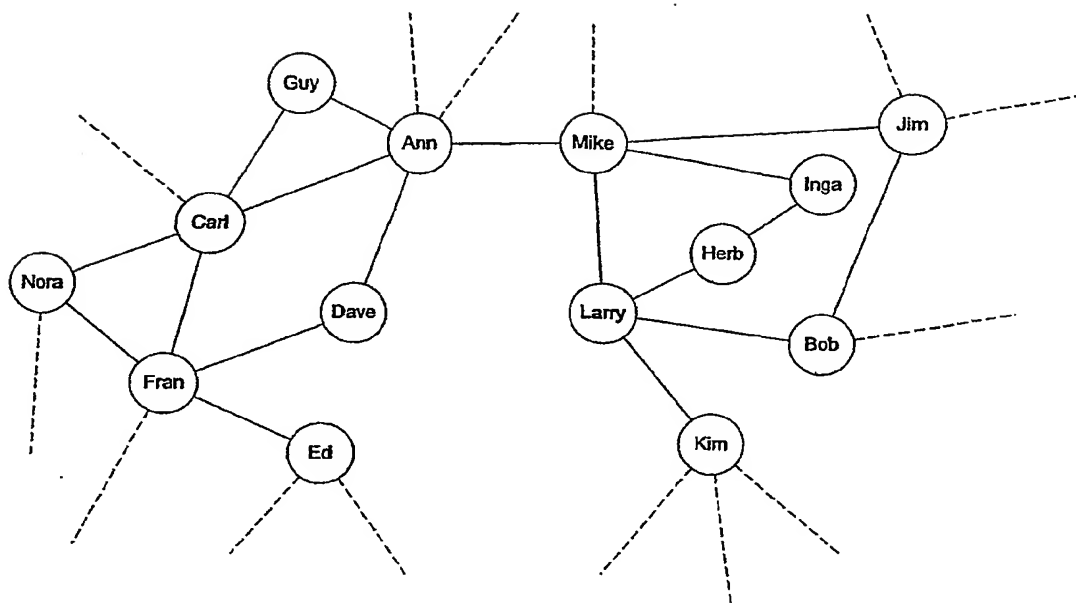 Guy
Ann
Mike
Jim
Inga
Carl
Herb
Nora
Dave
Larry
Bob
Fran
Ed
Kim